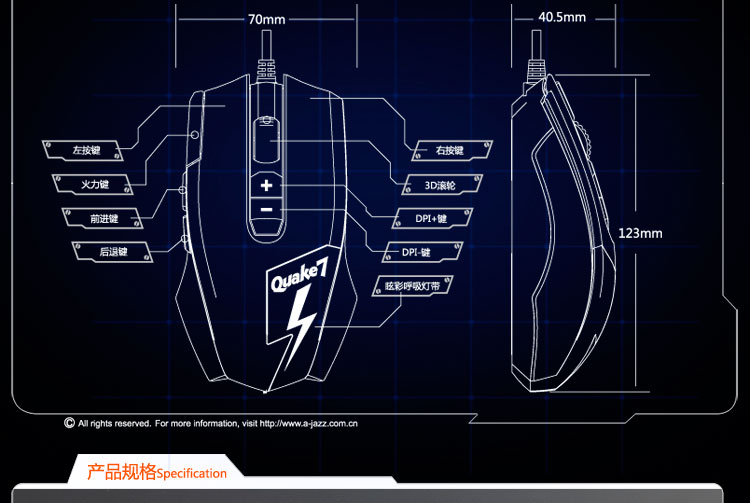 70mm
40.5mm
左按键
右按键
火力键
3D滚轮
前进键
DPI+键
后退键
DPI-键
123mm
Quake7
眩彩呼吸灯带
© All rights reserved. For more information, visit http://www.a-jazz.com.cn
产品规格Specification